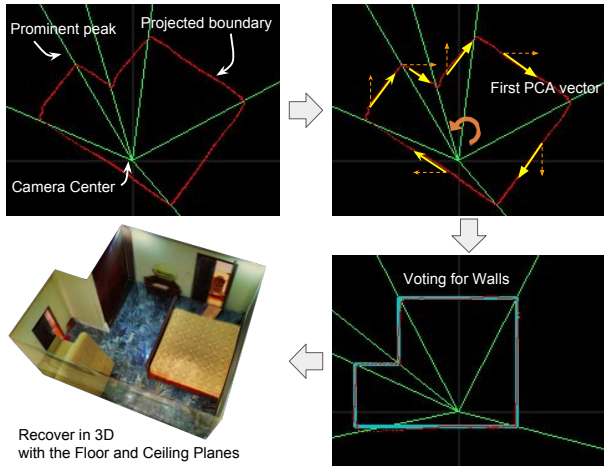 Prominent peak
Projected boundary
Camera Center
First PCA vector
Voting for Walls
Recover in 3D
with the Floor and Ceiling Planes